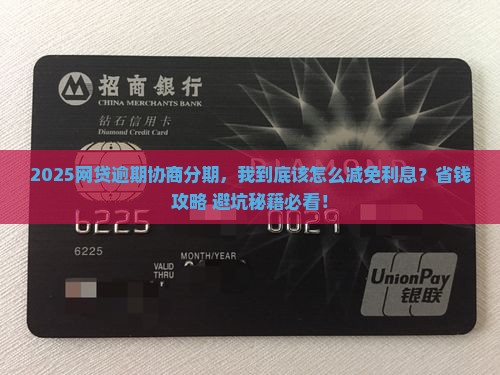 招商銀行
CHINA MERCHANTS BANK
钻石信用卡
Diamond Credit Card
DIAMOND
2025网贷逾期协商分期，我到底该怎么减免利息？省钱
攻略 避坑秘籍必看！
6225 0029
6225
MONTH/YEAR
VALID
THRU
UnionPay
银联